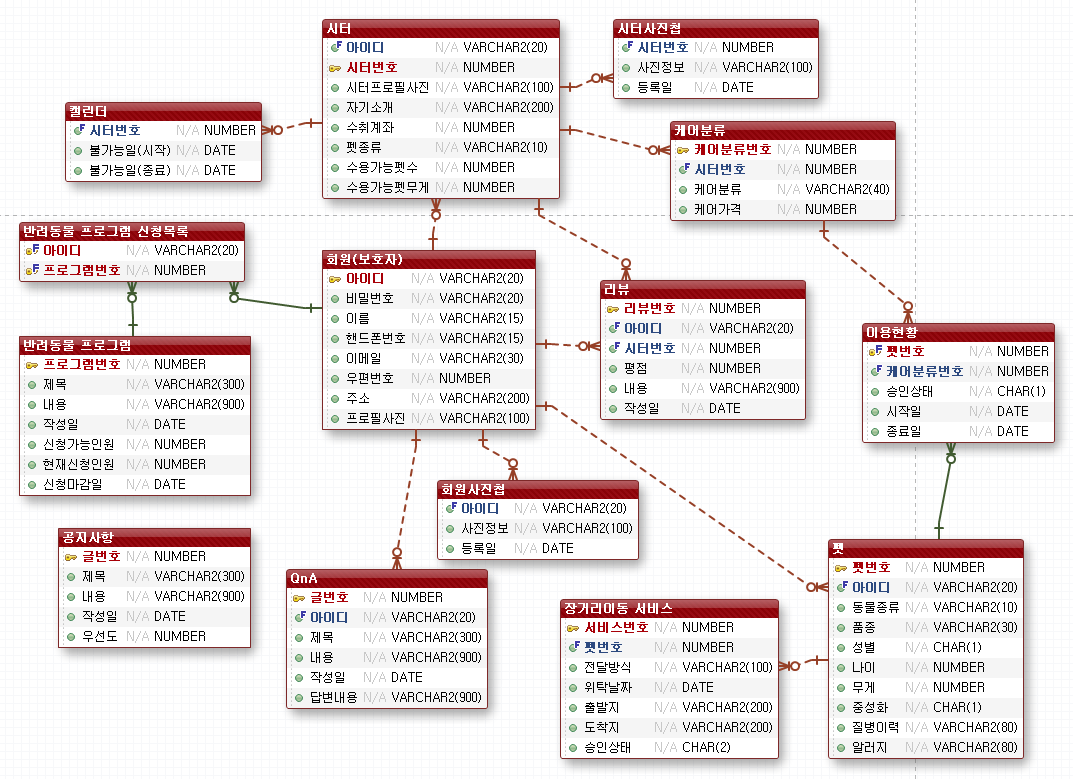 시터
아이디 N/A VARCHAR2(20)
시터번호 N/A NUMBER
시터프로필사진 N/A VARCHAR2(100)
자기소개 N/A VARCHAR2(200)
수취계좌 N/A NUMBER
펫종류 N/A VARCHAR2(10)
수용가능펫수 N/A NUMBER
수용가능펫무게 N/A NUMBER
시터사진첩
시터번호 N/A NUMBER
사진정보 N/A VARCHAR2(100)
등록일 N/A DATE
캘린더
시터번호 N/A NUMBER
불가능일(시작) N/A DATE
불가능일(종료) N/A DATE
케어분류
케어분류번호 N/A NUMBER
시터번호 N/A NUMBER
케어분류 N/A VARCHAR2(40)
케어가격 N/A NUMBER
반려동물 프로그램 신청목록
아이디 N/A VARCHAR2(20)
프로그램번호 N/A NUMBER
회원(보호자)
아이디 N/A VARCHAR2(20)
비밀번호 N/A VARCHAR2(20)
이름 N/A VARCHAR2(15)
핸드폰번호 N/A VARCHAR2(15)
이메일 N/A VARCHAR2(30)
우편번호 N/A NUMBER
주소 N/A VARCHAR2(200)
프로필사진 N/A VARCHAR2(100)
리뷰
리뷰번호 N/A NUMBER
아이디 N/A VARCHAR2(20)
시터번호 N/A NUMBER
평점 N/A NUMBER
내용 N/A VARCHAR2(900)
작성일 N/A DATE
이용현황
펫번호 N/A NUMBER
케어분류번호 N/A NUMBER
승인상태 N/A CHAR(1)
시작일 N/A DATE
종료일 N/A DATE
반려동물 프로그램
프로그램번호 N/A NUMBER
제목 N/A VARCHAR2(300)
내용 N/A VARCHAR2(900)
작성일 N/A DATE
신청가능인원 N/A NUMBER
현재신청인원 N/A NUMBER
신청마감일 N/A DATE
회원사진첩
아이디 N/A VARCHAR2(20)
사진정보 N/A VARCHAR2(100)
등록일 N/A DATE
공지사항
글번호 N/A NUMBER
제목 N/A VARCHAR2(300)
내용 N/A VARCHAR2(900)
작성일 N/A DATE
우선도 N/A NUMBER
QnA
글번호 N/A NUMBER
아이디 N/A VARCHAR2(20)
제목 N/A VARCHAR2(300)
내용 N/A VARCHAR2(900)
작성일 N/A DATE
답변내용 N/A VARCHAR2(900)
장거리이동 서비스
서비스번호 N/A NUMBER
펫번호 N/A NUMBER
전달방식 N/A VARCHAR2(100)
위탁날짜 N/A DATE
출발지 N/A VARCHAR2(200)
도착지 N/A VARCHAR2(200)
승인상태 N/A CHAR(2)
펫
펫번호 N/A NUMBER
아이디 N/A VARCHAR2(20)
동물종류 N/A VARCHAR2(10)
품종 N/A VARCHAR2(30)
성별 N/A CHAR(1)
나이 N/A NUMBER
무게 N/A NUMBER
중성화 N/A CHAR(1)
질병이력 N/A VARCHAR2(80)
알러지 N/A VARCHAR2(80)